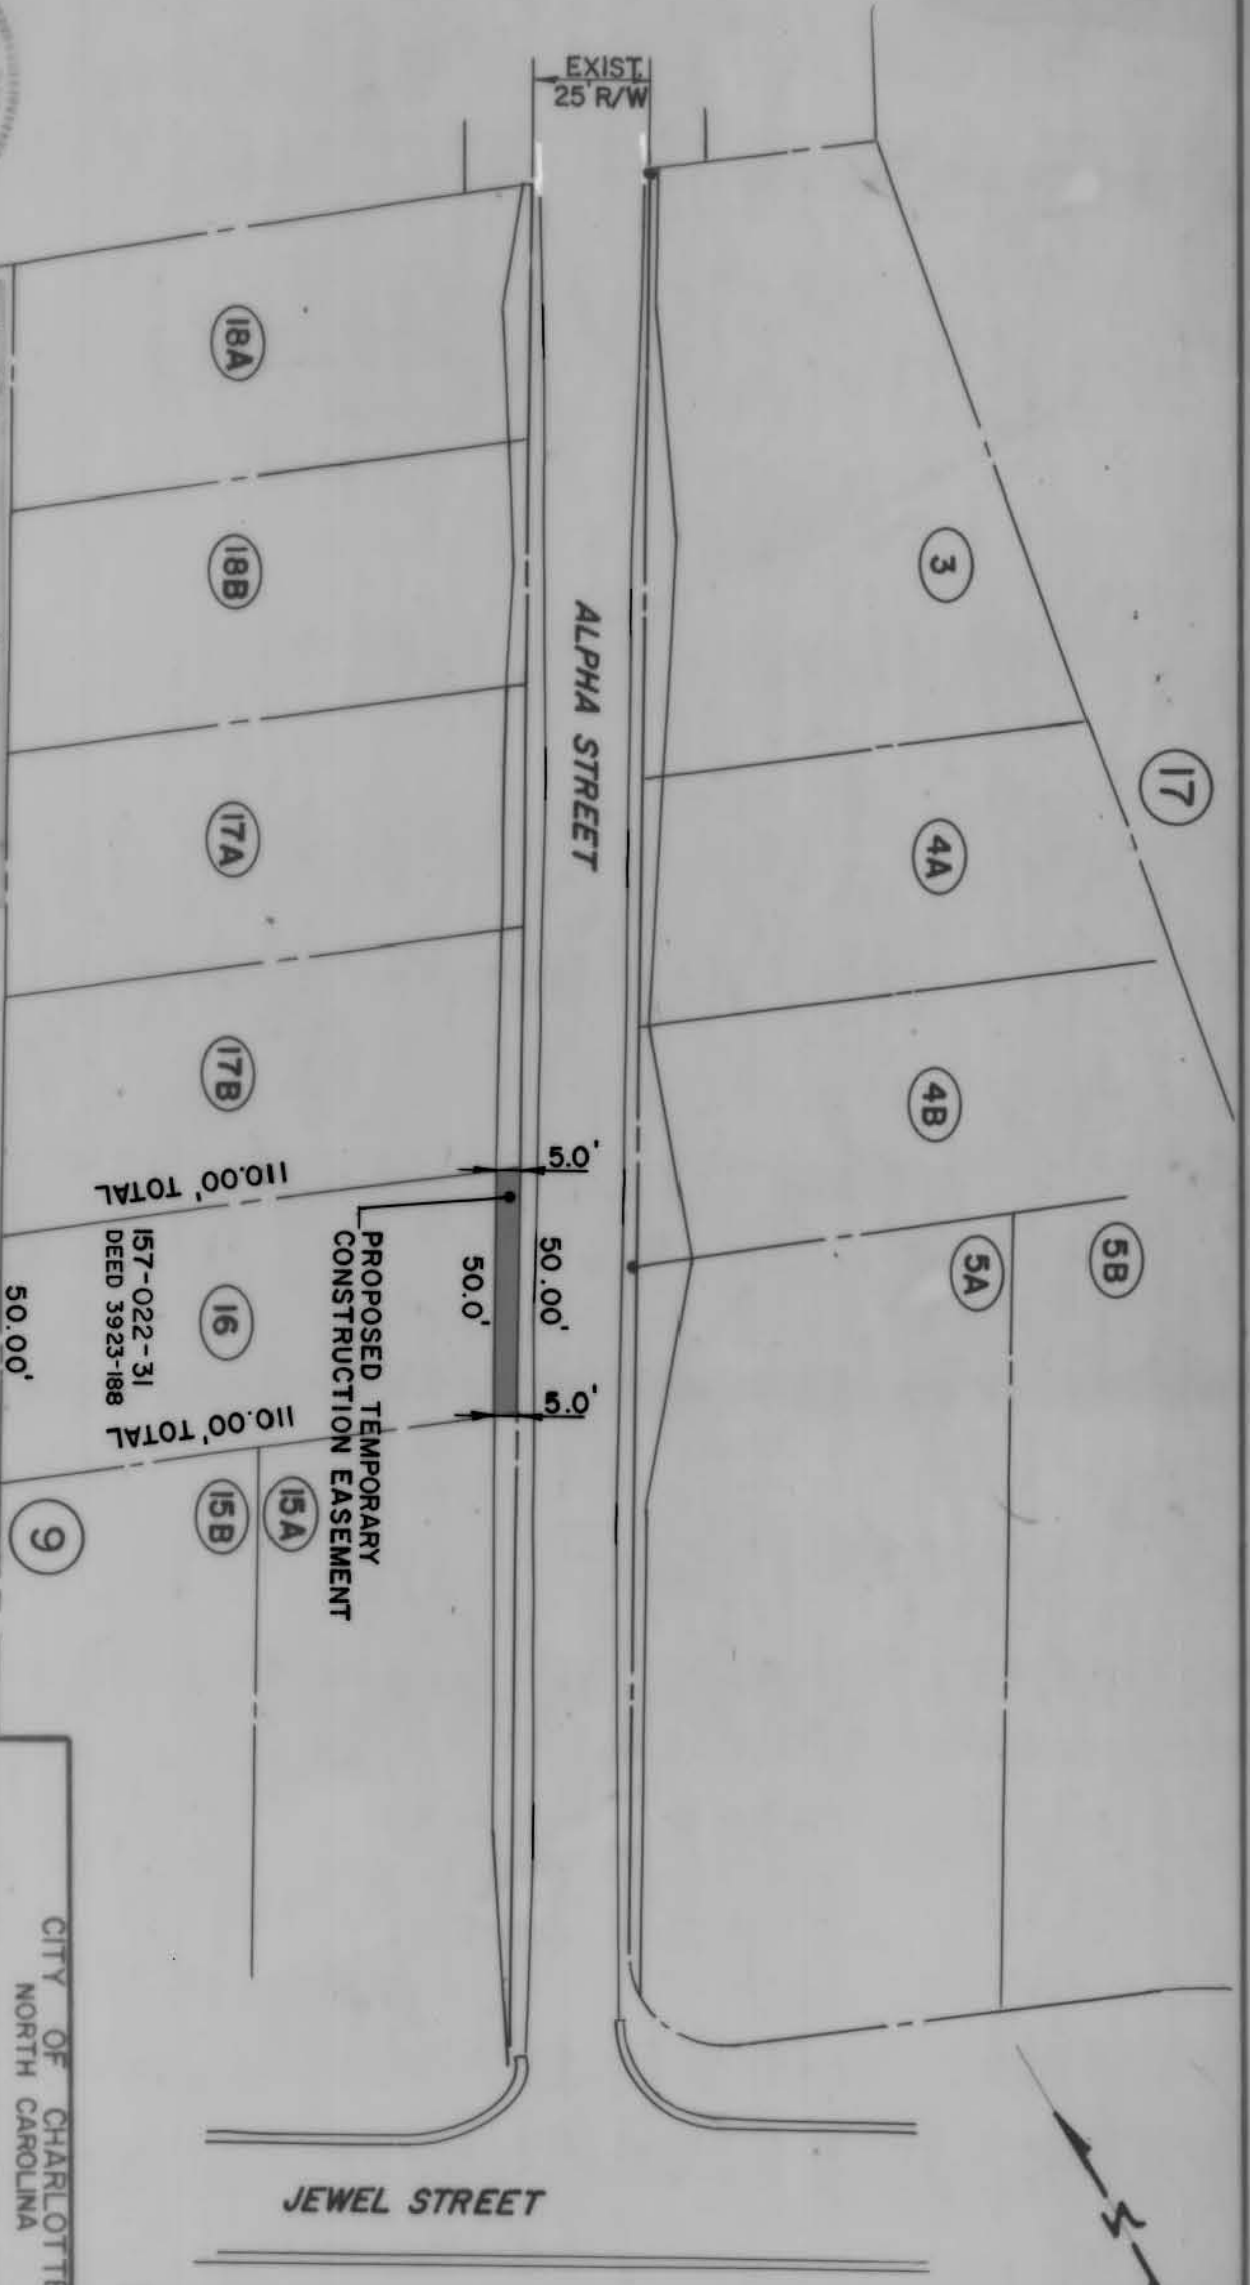 EXIST.
25' R/W
18A
18B
17A
17B
3
4A
4B
17
5B
5A
ALPHA STREET
5.0'
50.00'
50.0'
5.0'
110.00' TOTAL
157-022-31
DEED 3923-188
16
110.00' TOTAL
50.00'
PROPOSED TEMPORARY
CONSTRUCTION EASEMENT
15A
15B
9
JEWEL STREET
N
CITY OF CHARLOTTE
NORTH CAROLINA